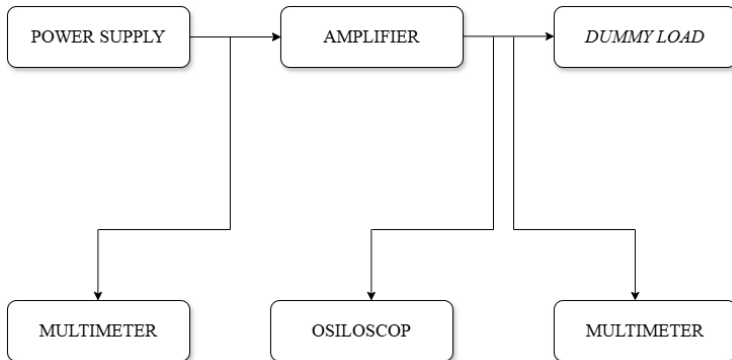 POWER SUPPLY
AMPLIFIER
DUMMY LOAD
MULTIMETER
OSILOSCOP
MULTIMETER